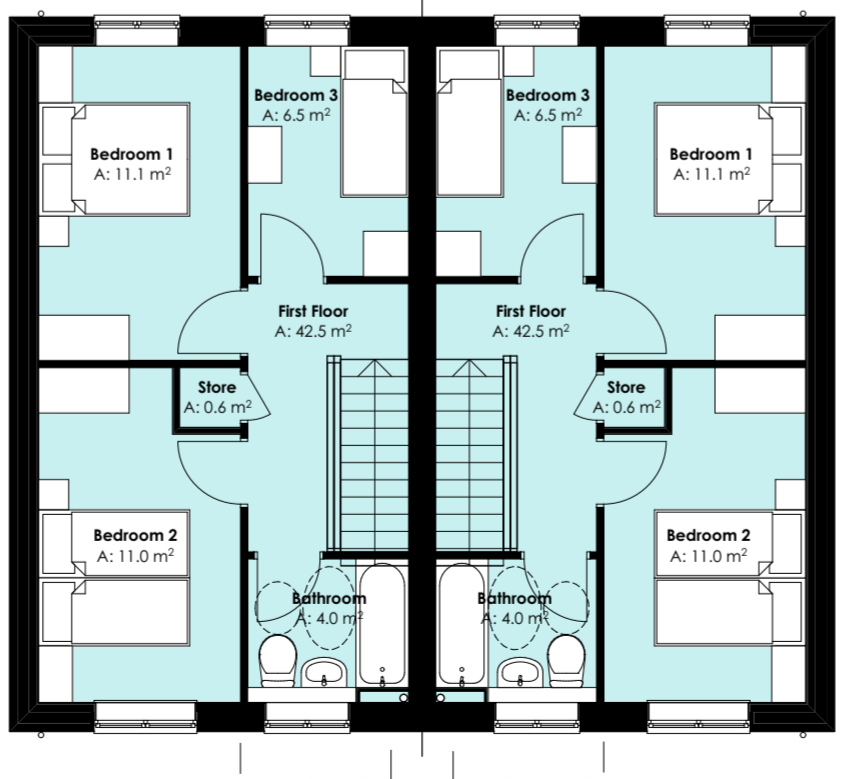 Bedroom 3
A: 6.5 m²
Bedroom 3
A: 6.5 m²
Bedroom 1
A: 11.1 m²
Bedroom 1
A: 11.1 m²
First Floor
A: 42.5 m²
First Floor
A: 42.5 m²
Store
A: 0.6 m²
Store
A: 0.6 m²
Bedroom 2
A: 11.0 m²
Bedroom 2
A: 11.0 m²
Bathroom
A: 4.0 m²
Bathroom
A: 4.0 m²